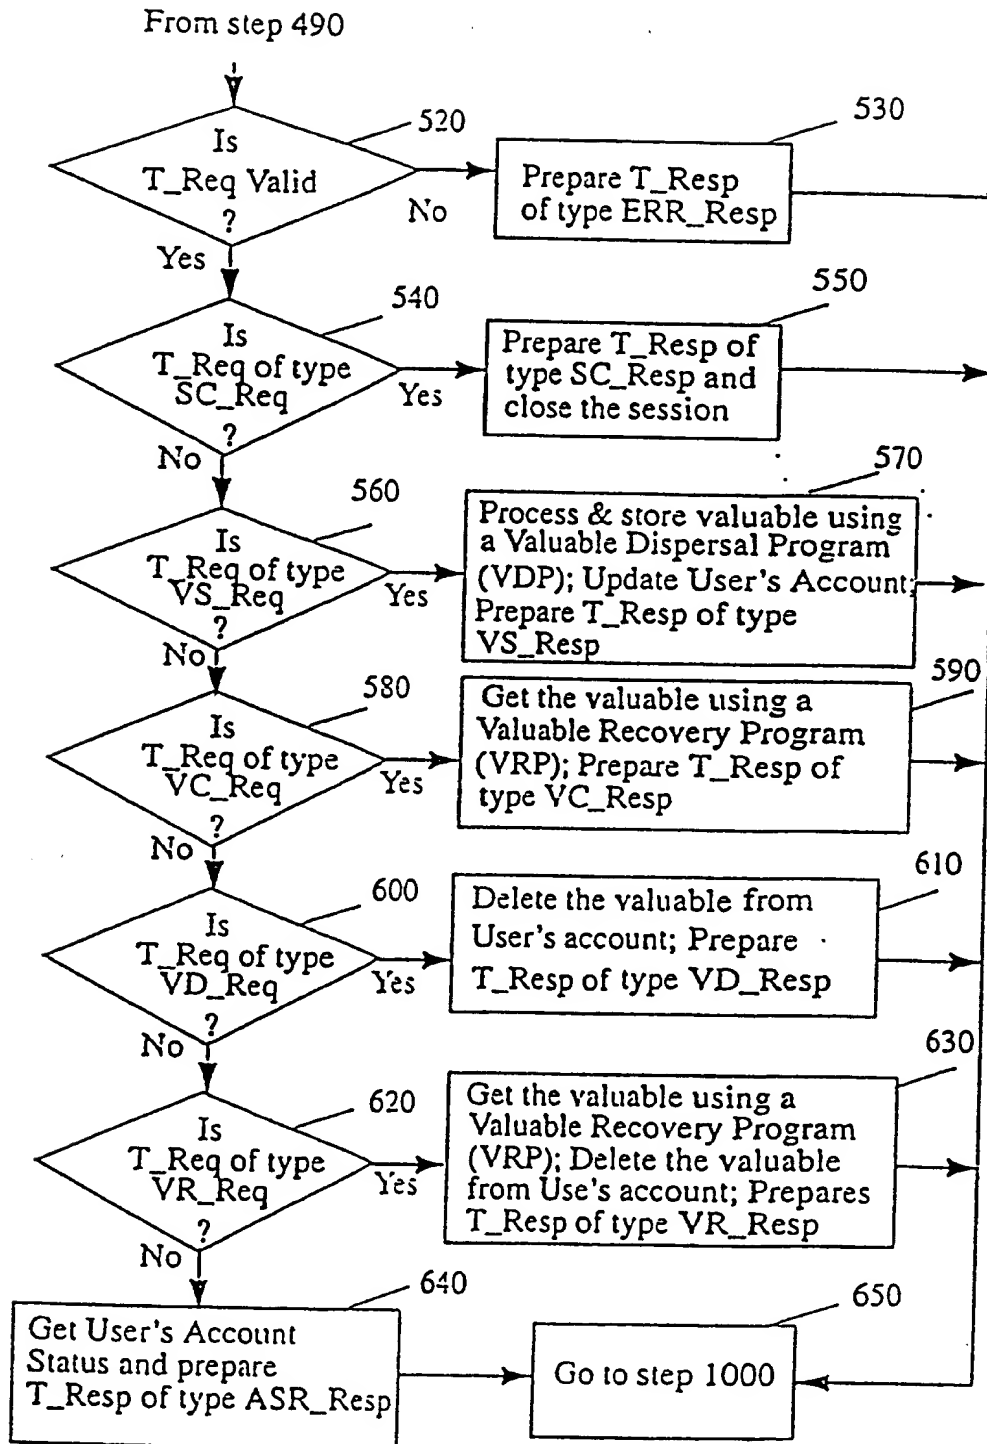 From step 490
Is
T_Req Valid
?
520
No
Yes
530
Prepare T_Resp
of type ERR_Resp
540
Is
T_Req of type
SC_Req
?
Yes
No
550
Prepare T_Resp of
type SC_Resp and
close the session
560
Is
T_Req of type
VS_Req
?
Yes
No
570
Process & store valuable using
a Valuable Dispersal Program
(VDP); Update User's Account;
Prepare T_Resp of type
VS_Resp
580
Is
T_Req of type
VC_Req
?
Yes
No
590
Get the valuable using a
Valuable Recovery Program
(VRP); Prepare T_Resp of
type VC_Resp
600
Is
T_Req of type
VD_Req
?
Yes
No
610
Delete the valuable from
User's account; Prepare
T_Resp of type VD_Resp
620
Is
T_Req of type
VR_Req
?
Yes
No
630
Get the valuable using a
Valuable Recovery Program
(VRP); Delete the valuable
from Use's account; Prepares
T_Resp of type VR_Resp
640
Get User's Account
Status and prepare
T_Resp of type ASR_Resp
650
Go to step 1000